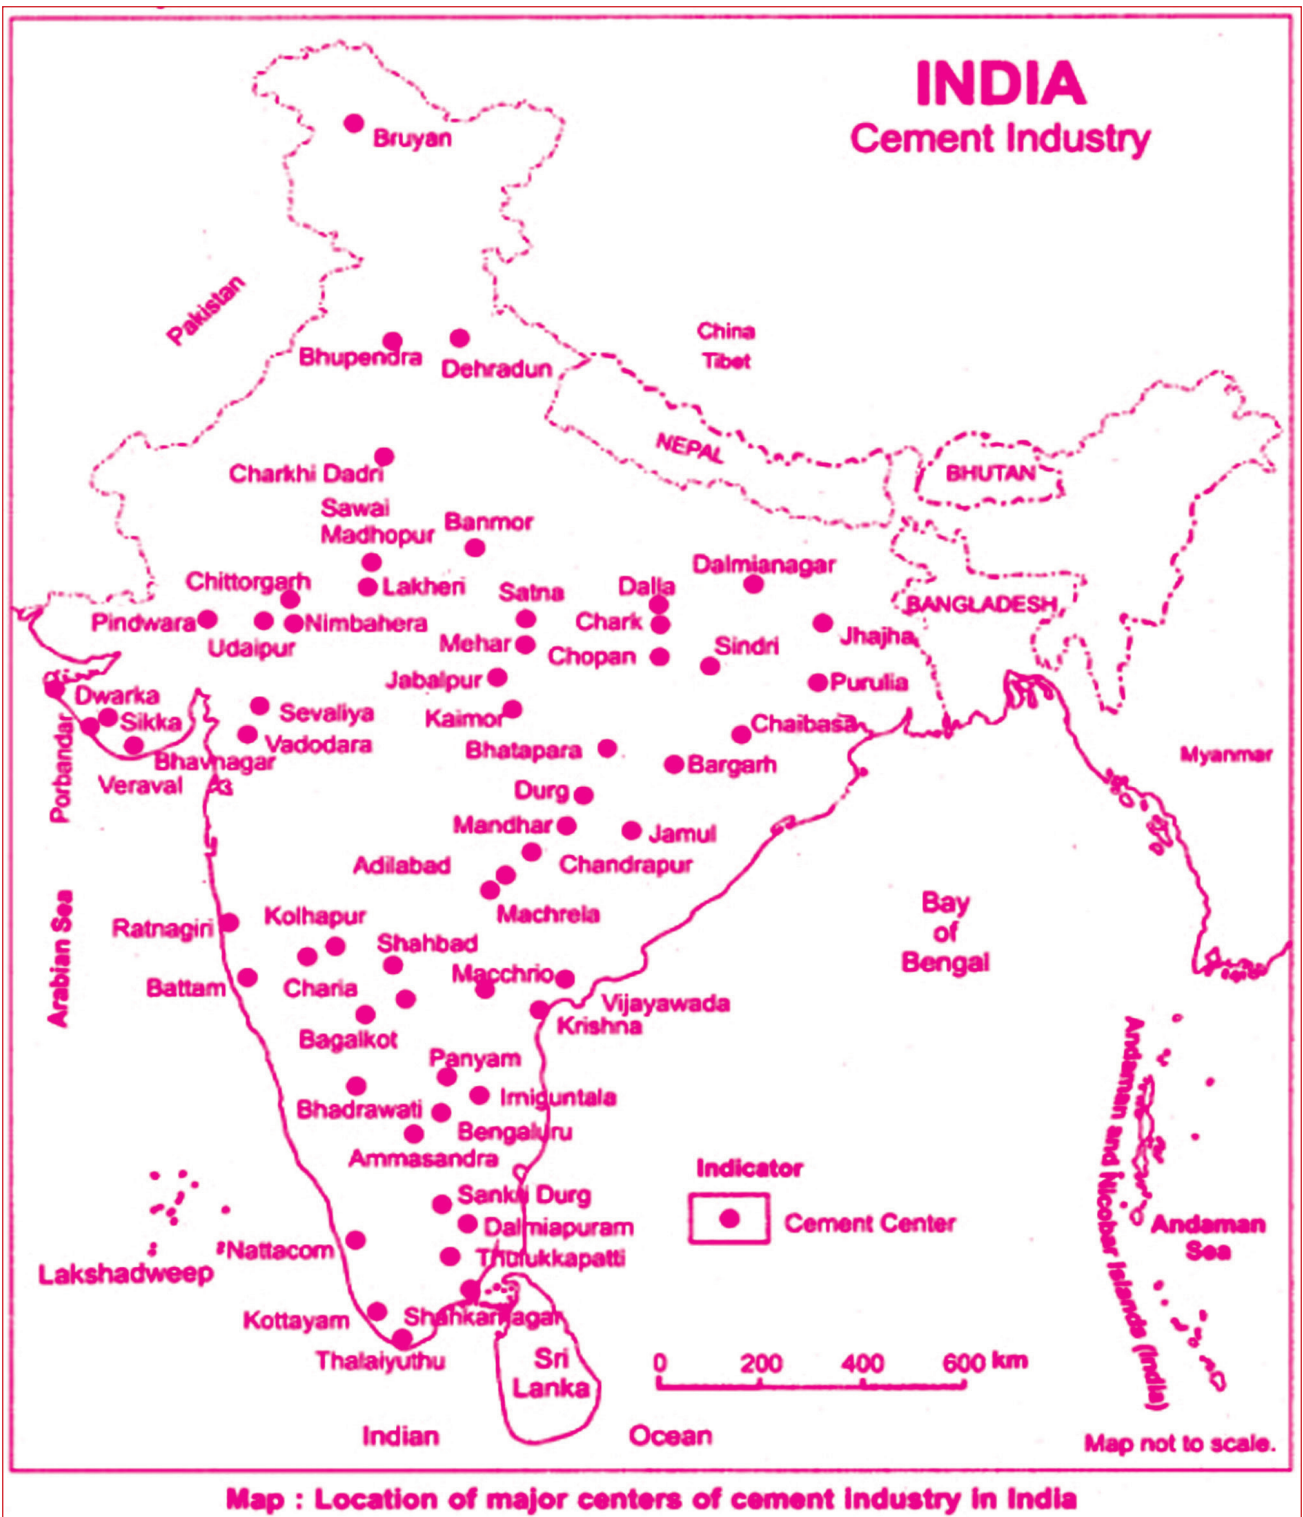 INDIA
Cement Industry
Bruyan
Pakistan
China
Tibet
Bhupendra
Dehradun
NEPAL
BHUTAN
Charkhi Dadri
Sawai
Madhopur
Banmor
Dalmianagar
Chittorgarh
Lakheri
Satna
Dalla
BANGLADESH
Pindwara
Nimbahera
Chark
Jhajha
Udaipur
Mehar
Chopan
Sindri
Jabalpur
Purulia
Dwarka
Sikka
Sevaliya
Kaimor
Chaibasa
Porbandar
Vadodara
Bhatapara
Bhavnagar
Bargarh
Myanmar
Veraval
Durg
Mandhar
Jamul
Adilabad
Chandrapur
Machrela
Arabian Sea
Ratnagiri
Kolhapur
Shahbad
Bay
of
Bengal
Battam
Charia
Macchrio
Vijayawada
Krishna
Bagalkot
Panyam
Irniguntala
Bhadrawati
Bengaluru
Ammasandra
Andaman and Nicobar Islands (India)
Indicator
Cement Center
Sankri Durg
Dalmiapuram
Andaman
Sea
Nattacom
Thulukkapatti
Lakshadweep
Kottayam
Shahkarnagar
Thalaiyuthu
Sri
Lanka
0 200 400 600 km
Indian Ocean
Map not to scale.
Map : Location of major centers of cement industry in India